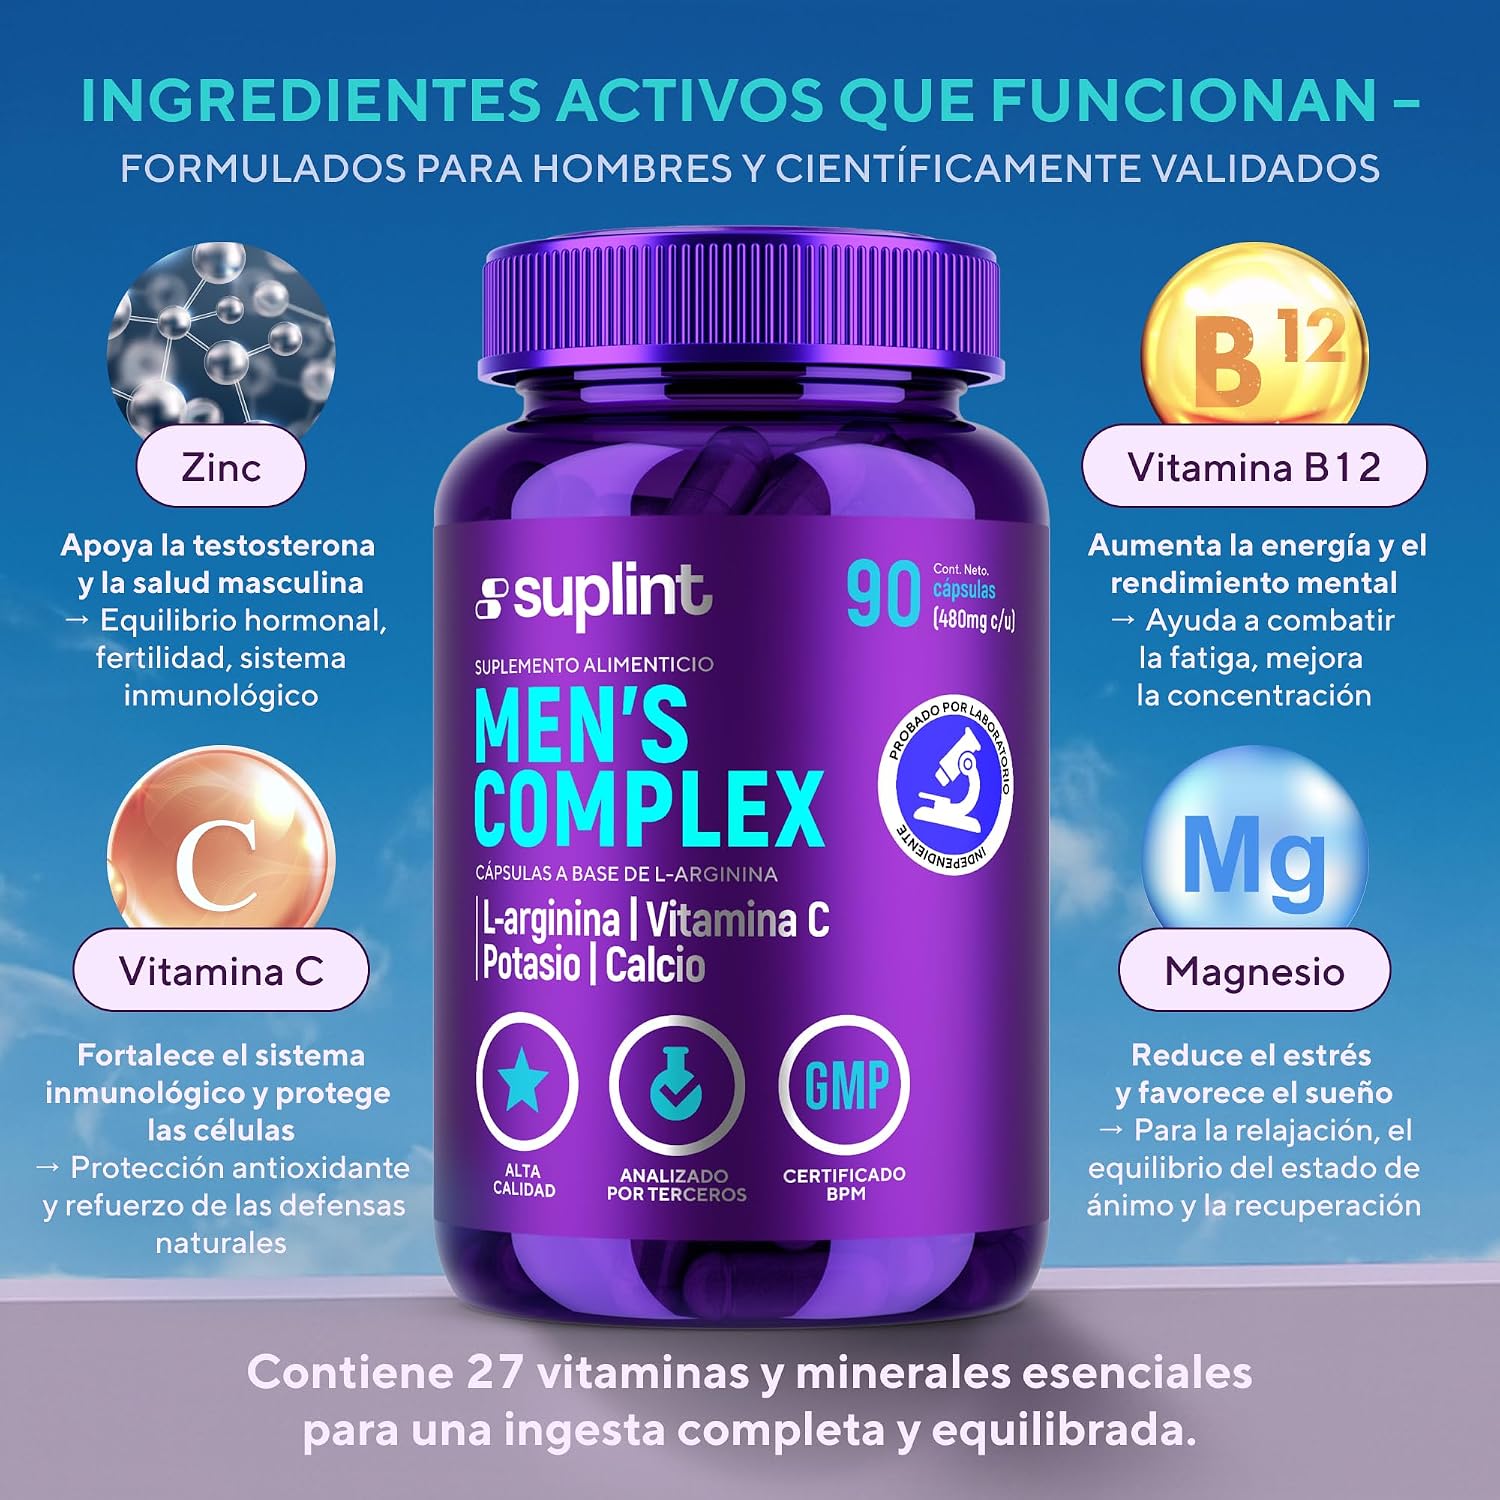 INGREDIENTES ACTIVOS QUE FUNCIONAN –
FORMULADOS PARA HOMBRES Y CIENTÍFICAMENTE VALIDADOS
Zinc
Apoya la testosterona
y la salud masculina
→ Equilibrio hormonal,
fertilidad, sistema
inmunológico
C
Vitamina C
Fortalece el sistema
inmunológico y protege
las células
→ Protección antioxidante
y refuerzo de las defensas
naturales
suplint
90
Cont. Neto.
cápsulas
(480mg c/u)
SUPLEMENTO ALIMENTICIO
MEN'S
COMPLEX
CÁPSULAS A BASE DE L-ARGININA
L-arginina | Vitamina C
Potasio | Calcio
PROBADO POR LABORATORIO
INDEPENDIENTE
ALTA
CALIDAD
ANALIZADO
POR TERCEROS
GMP
CERTIFICADO
BPM
B12
Vitamina B12
Aumenta la energía y el
rendimiento mental
→ Ayuda a combatir
la fatiga, mejora
la concentración
Mg
Magnesio
Reduce el estrés
y favorece el sueño
→ Para la relajación, el
equilibrio del estado de
ánimo y la recuperación
Contiene 27 vitaminas y minerales esenciales
para una ingesta completa y equilibrada.